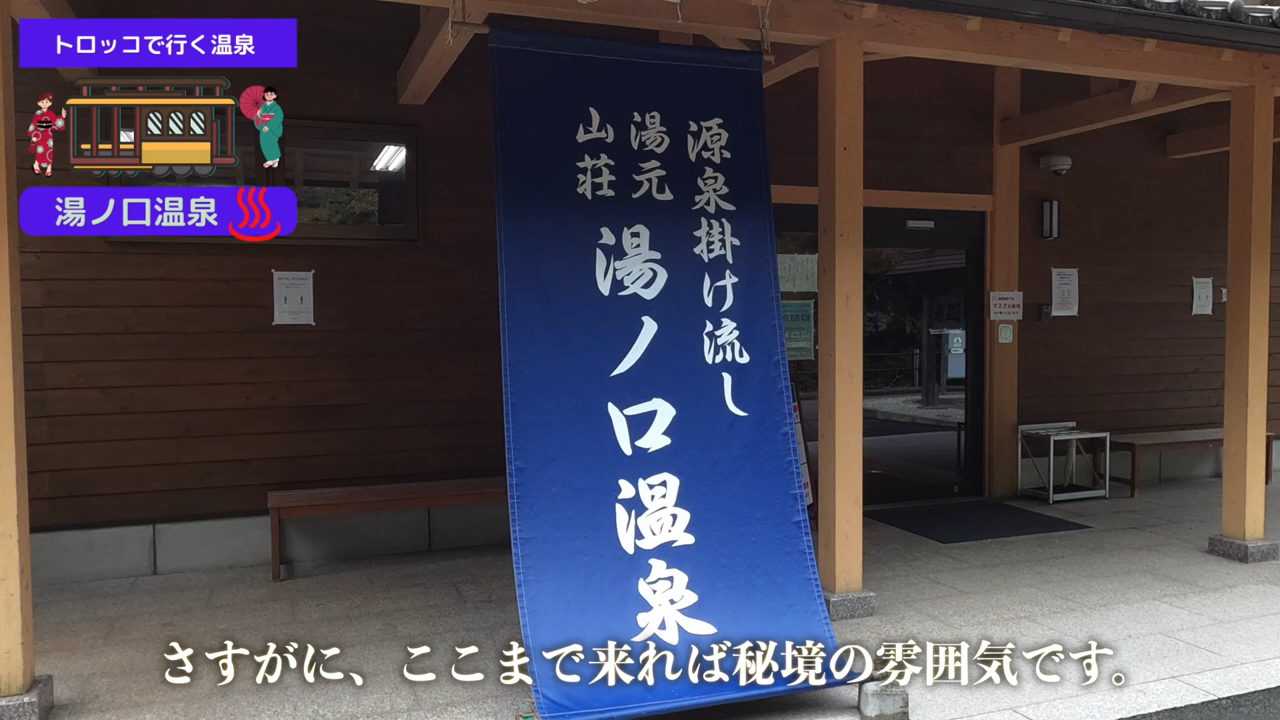 トロッコで行く温泉
湯ノ口温泉
源泉掛け流し
湯元
山荘
湯ノ口温泉
さすがに、ここまで来れば秘境の雰囲気です。